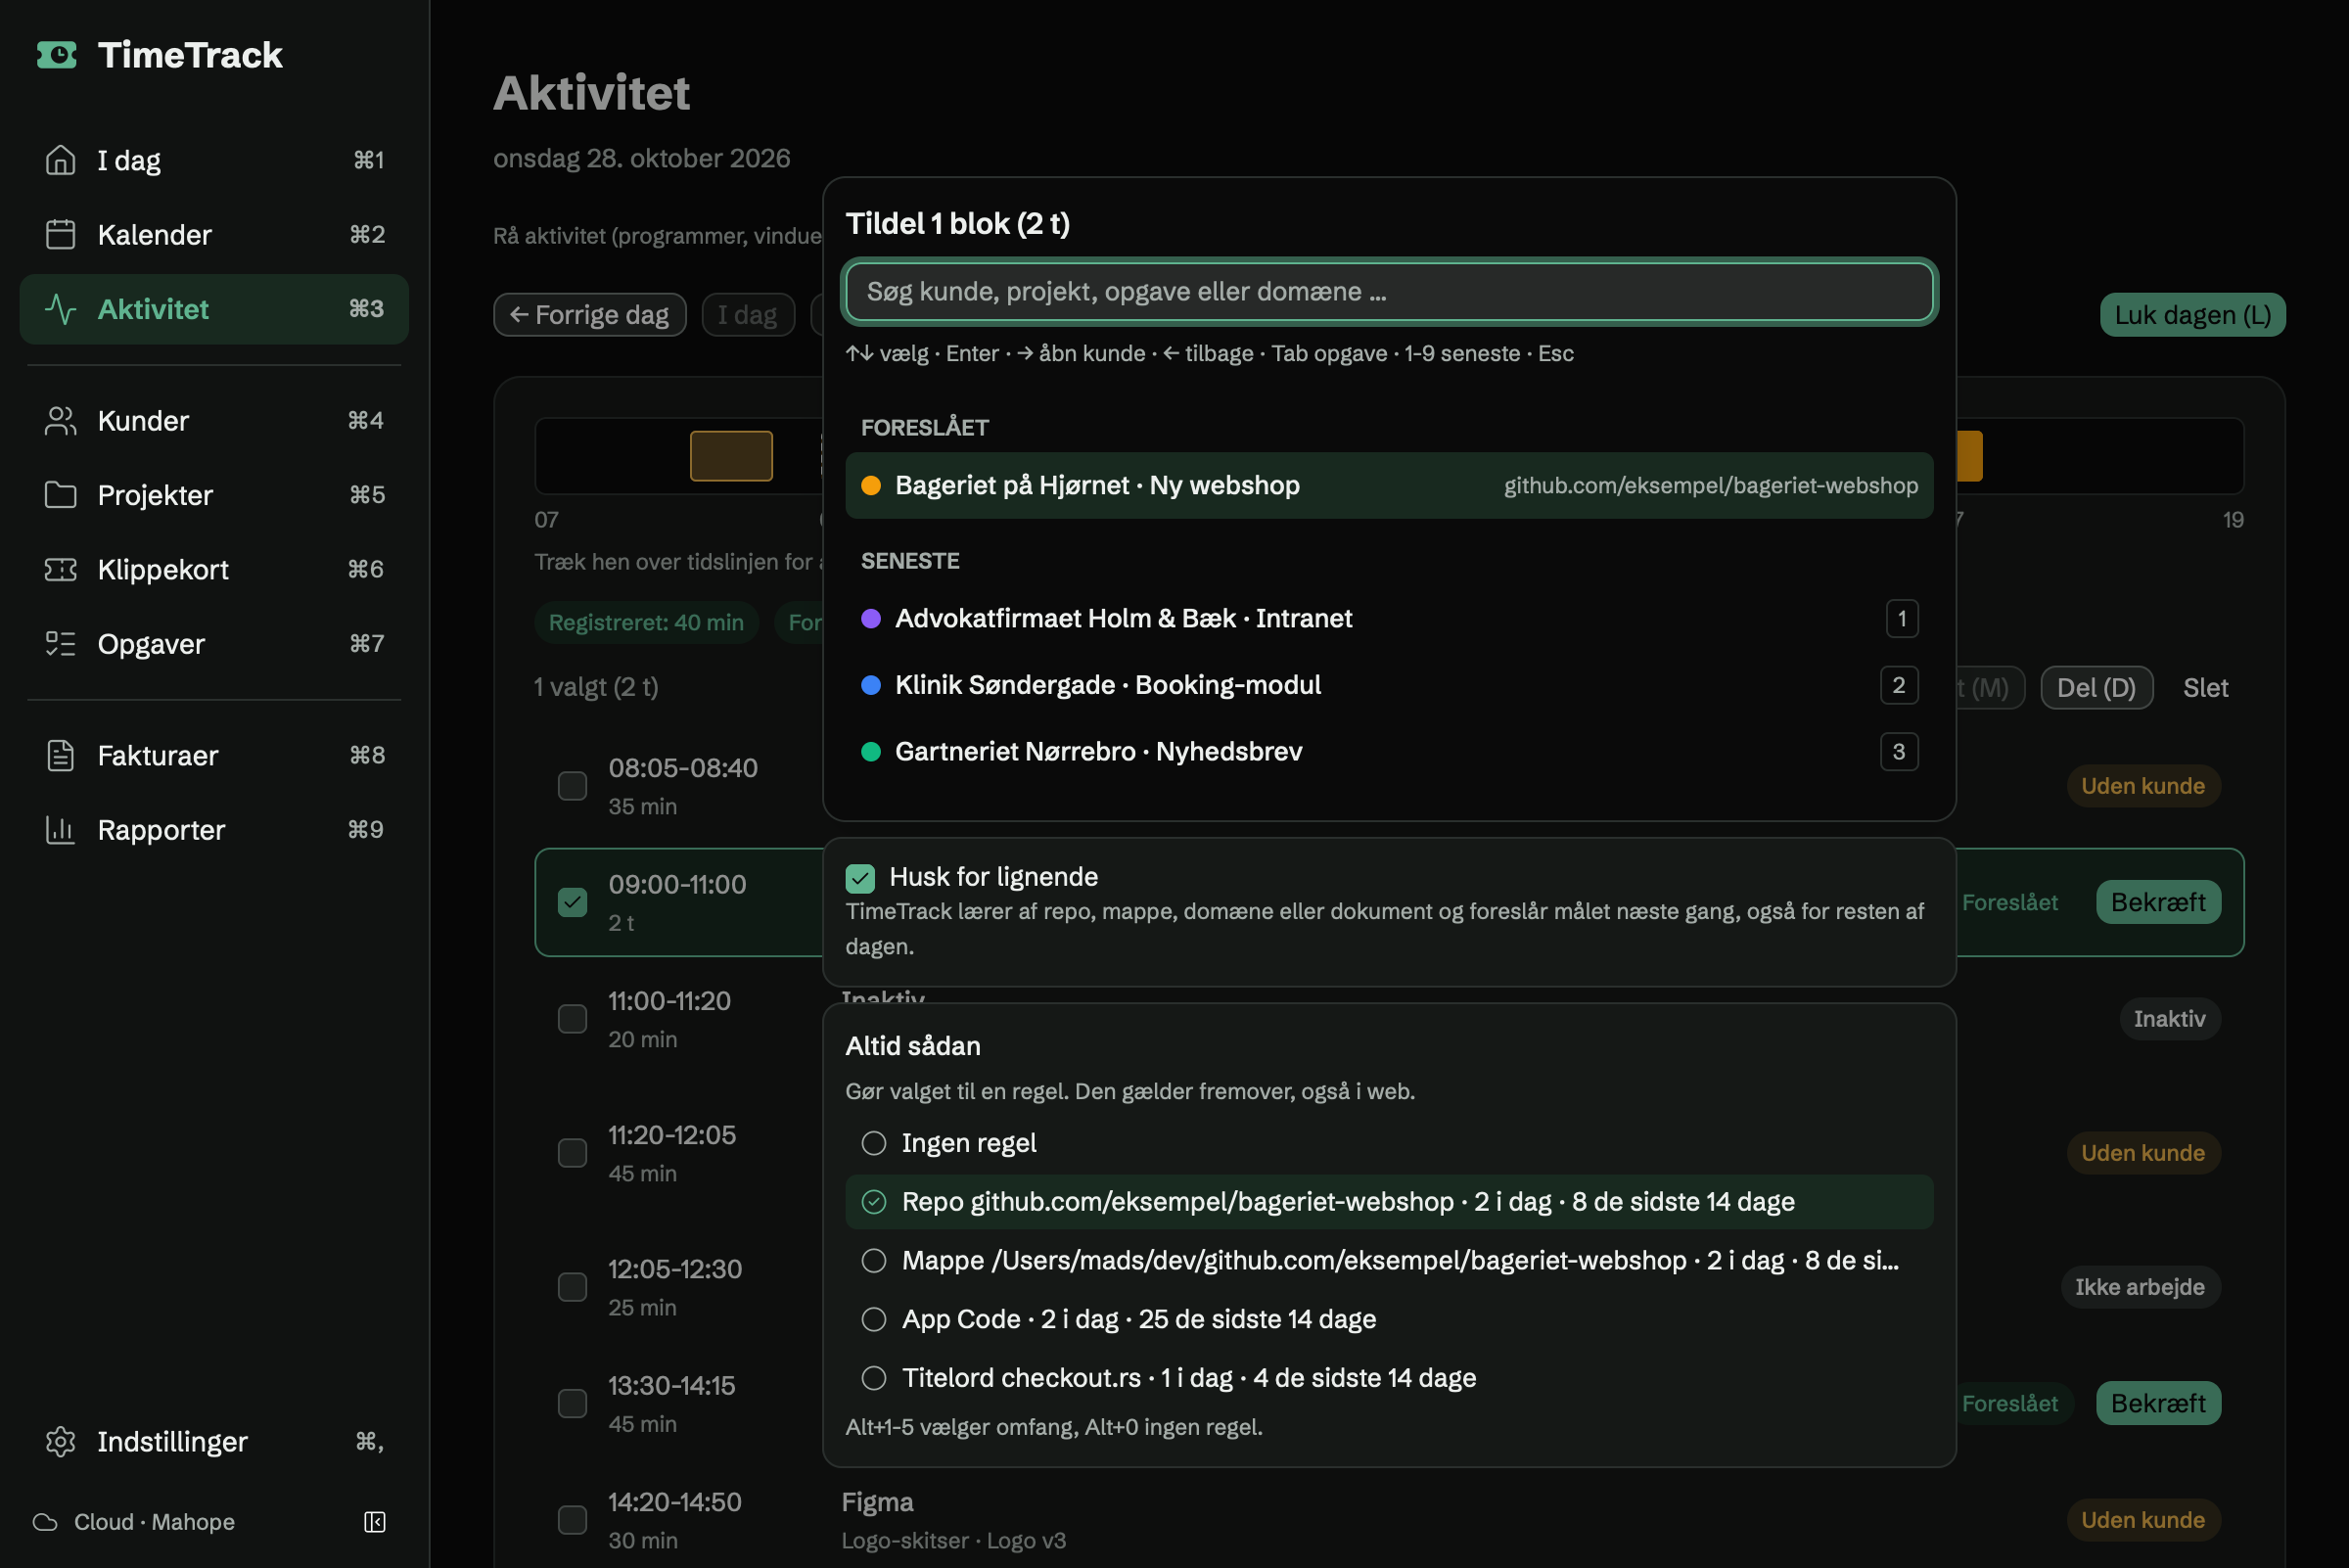 TimeTrack
I dag ⌘1
Kalender ⌘2
Aktivitet ⌘3
Kunder ⌘4
Projekter ⌘5
Klippekort ⌘6
Opgaver ⌘7
Fakturaer ⌘8
Rapporter ⌘9
Indstillinger ⌘,
Cloud · Mahope
Aktivitet
onsdag 28. oktober 2026
Rå aktivitet (programmer, vindue
← Forrige dag I dag
Luk dagen (L)
07
19
Træk hen over tidslinjen for
Registreret: 40 min
1 valgt (2 t)
(M) Del (D) Slet
08:05-08:40
35 min
Uden kunde
09:00-11:00
2 t
Foreslået Bekræft
11:00-11:20
20 min
Inaktiv
Inaktiv
11:20-12:05
45 min
Uden kunde
12:05-12:30
25 min
Ikke arbejde
13:30-14:15
45 min
Foreslået Bekræft
14:20-14:50
30 min
Figma
Logo-skitser · Logo v3
Uden kunde
Tildel 1 blok (2 t)
Søg kunde, projekt, opgave eller domæne ...
↑↓ vælg · Enter · → åbn kunde · ← tilbage · Tab opgave · 1-9 seneste · Esc
FORESLÅET
Bageriet på Hjørnet · Ny webshop github.com/eksempel/bageriet-webshop
SENESTE
Advokatfirmaet Holm & Bæk · Intranet 1
Klinik Søndergade · Booking-modul 2
Gartneriet Nørrebro · Nyhedsbrev 3
Husk for lignende
TimeTrack lærer af repo, mappe, domæne eller dokument og foreslår målet næste gang, også for resten af
dagen.
Altid sådan
Gør valget til en regel. Den gælder fremover, også i web.
Ingen regel
Repo github.com/eksempel/bageriet-webshop · 2 i dag · 8 de sidste 14 dage
Mappe /Users/mads/dev/github.com/eksempel/bageriet-webshop · 2 i dag · 8 de si...
App Code · 2 i dag · 25 de sidste 14 dage
Titelord checkout.rs · 1 i dag · 4 de sidste 14 dage
Alt+1-5 vælger omfang, Alt+0 ingen regel.